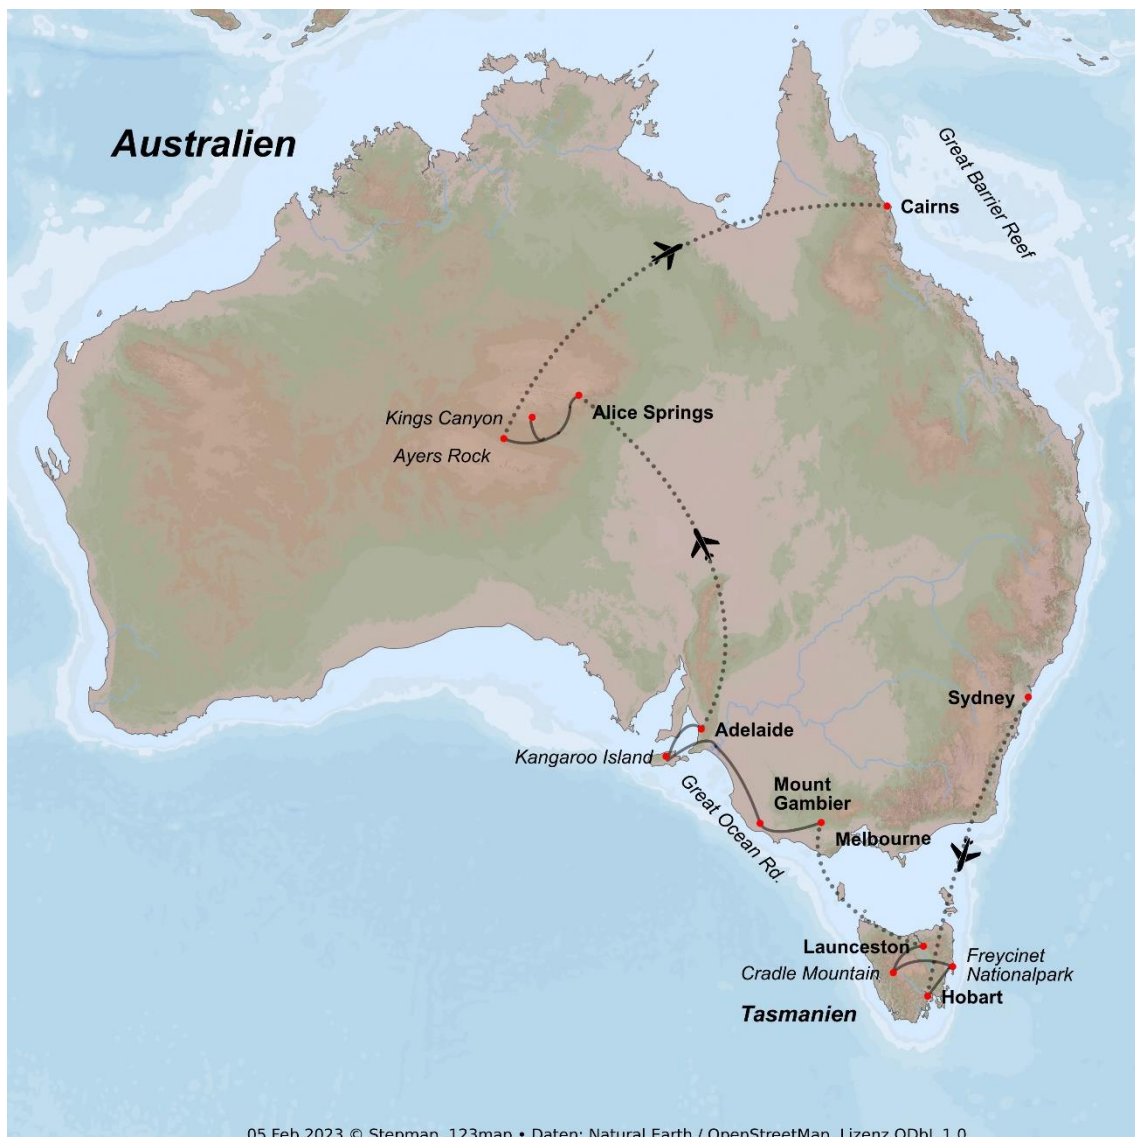 Australien
Great Barrier Reef
Cairns
Kings Canyon
Alice Springs
Ayers Rock
Sydney
Adelaide
Kangaroo Island
Great Ocean Rd.
Mount
Gambier
Melbourne
Launceston
Freycinet
Nationalpark
Cradle Mountain
Hobart
Tasmanien
05 Feb 2023 © Stepman, 123map • Daten: Natural Earth / OpenStreetMap, Lizenz ODbL 1.0